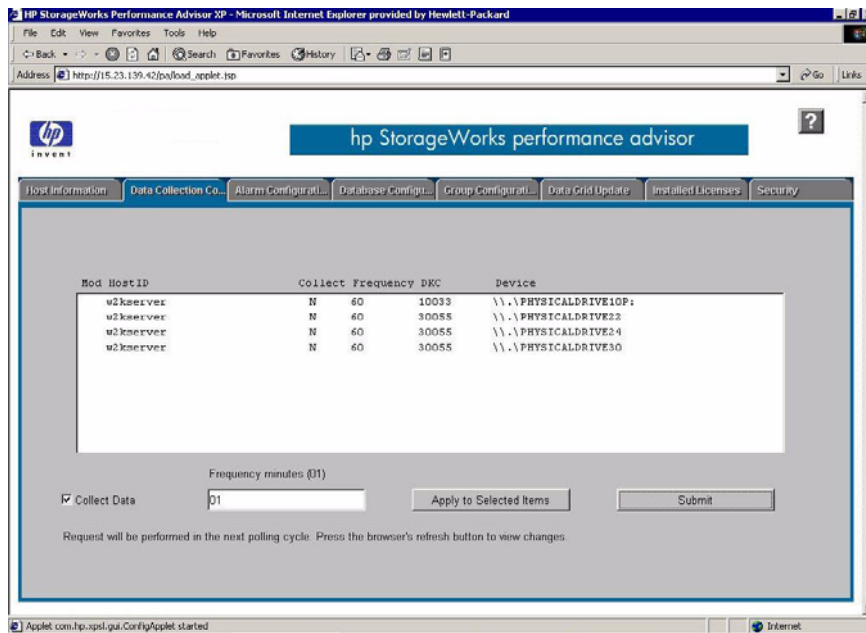 HP StorageWorks Performance Advisor XP - Microsoft Internet Explorer provided by Hewlett-Packard
File Edit View Favorites Tools Help
Back Search Favorites History
Address http://15.23.139.42/pa/load_applet.jsp Go Links
hp
invent
hp StorageWorks performance advisor
?
Host Information Data Collection Co... Alarm Configurati... Database Configu... Group Configurati... Data Grid Update Installed Licenses Security
Mod HostID Collect Frequency DKC Device
w2kserver N 60 10033 \\.\PHYSICALDRIVE10P:
w2kserver N 60 30055 \\.\PHYSICALDRIVE22
w2kserver N 60 30055 \\.\PHYSICALDRIVE24
w2kserver N 60 30055 \\.\PHYSICALDRIVE30
Frequency minutes (01)
Collect Data 01 Apply to Selected Items Submit
Request will be performed in the next polling cycle. Press the browser's refresh button to view changes.
Applet com.hp.xpsl.gui.ConfigApplet started Internet